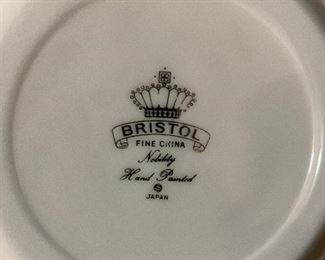 BRISTOL
FINE CHINA
Nobility
Hand Painted
JAPAN